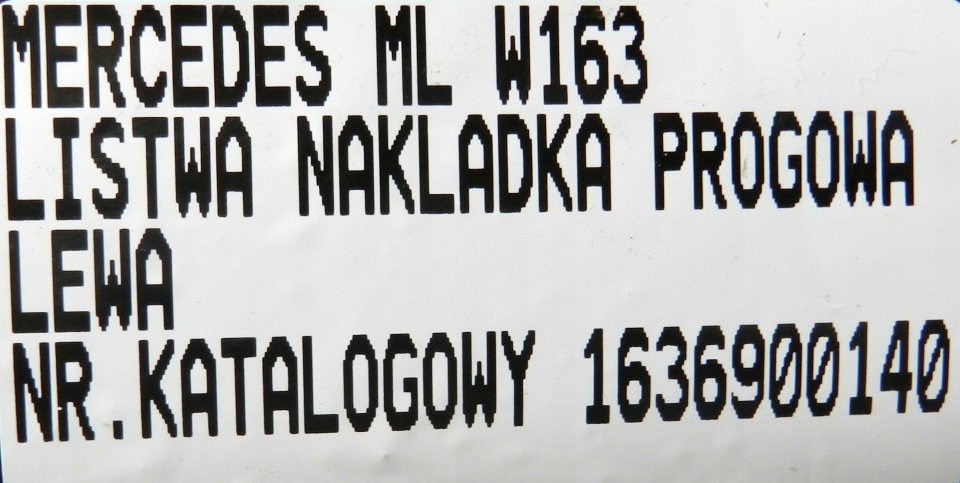 MERCEDES ML W163
LISTWA NAKLADKA PROGOWA
LEWA
NR.KATALOGOWY 1636900140